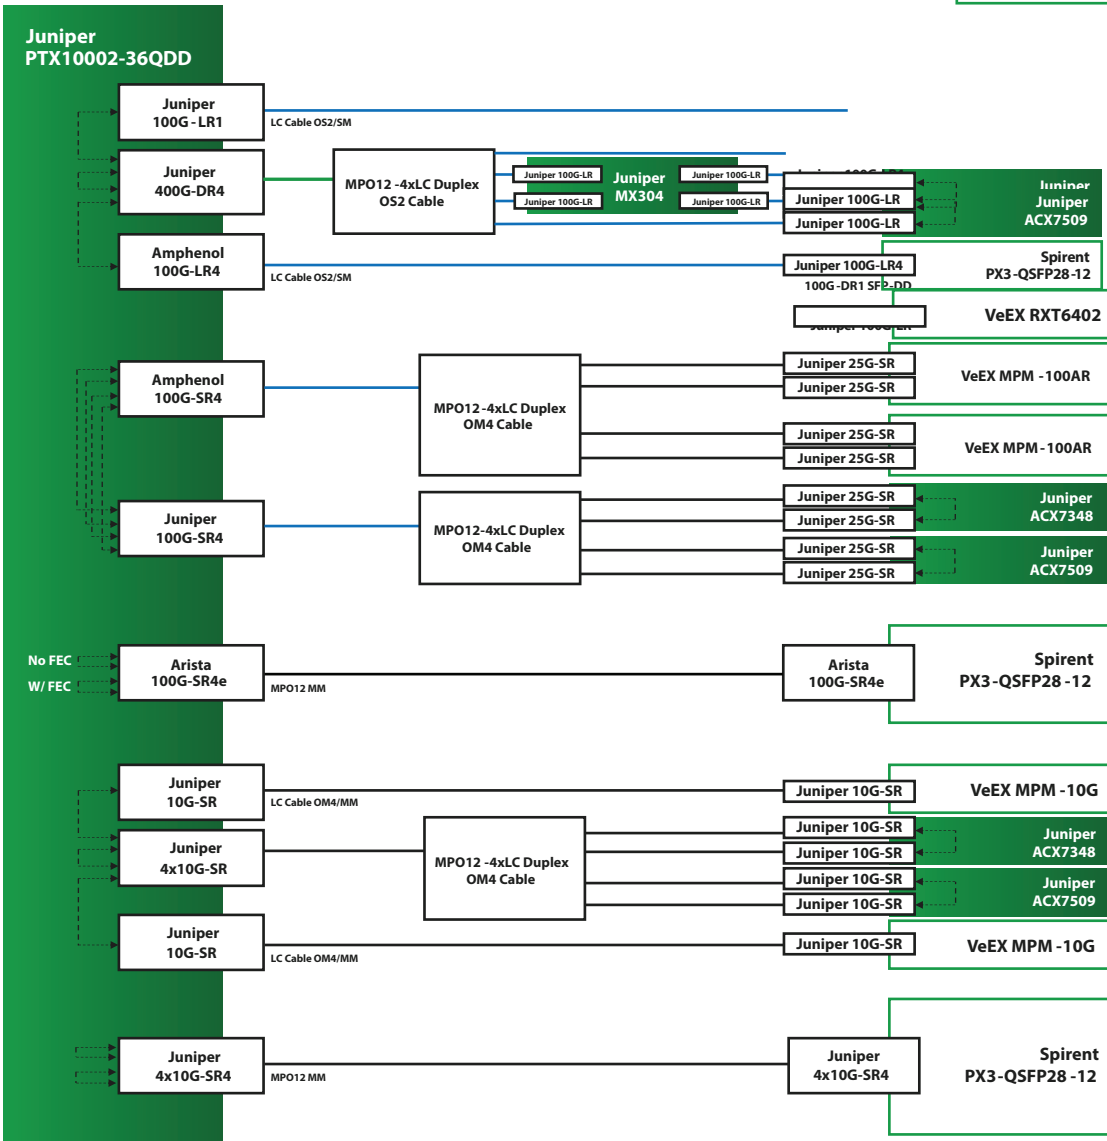 Juniper
PTX10002-36QDD
Juniper
100G-LR1
LC Cable OS2/SM
Juniper
400G-DR4
MPO12 -4xLC Duplex
OS2 Cable
Juniper 100G-LR
Juniper 100G-LR
Juniper
MX304
Juniper 100G-LR
Juniper 100G-LR
Juniper 100G-LR
Juniper 100G-LR
Juniper
Juniper
ACX7509
Amphenol
100G-LR4
LC Cable OS2/SM
Juniper 100G-LR4
100G-DR1 SFP-DD
Spirent
PX3-QSFP28-12
VeEX RXT6402
Amphenol
100G-SR4
MPO12 -4xLC Duplex
OM4 Cable
Juniper 25G-SR
Juniper 25G-SR
VeEX MPM -100AR
Juniper 25G-SR
Juniper 25G-SR
VeEX MPM-100AR
Juniper
100G-SR4
MPO12-4xLC Duplex
OM4 Cable
Juniper 25G-SR
Juniper 25G-SR
Juniper
ACX7348
Juniper 25G-SR
Juniper 25G-SR
Juniper
ACX7509
No FEC
W/ FEC
Arista
100G-SR4e
MPO12 MM
Arista
100G-SR4e
Spirent
PX3-QSFP28 -12
Juniper
10G-SR
LC Cable OM4/MM
Juniper 10G-SR
VeEX MPM -10G
Juniper
4x10G-SR
MPO12 -4xLC Duplex
OM4 Cable
Juniper 10G-SR
Juniper 10G-SR
Juniper
ACX7348
Juniper 10G-SR
Juniper 10G-SR
Juniper
ACX7509
Juniper
10G-SR
LC Cable OM4/MM
Juniper 10G-SR
VeEX MPM -10G
Juniper
4x10G-SR4
MPO12 MM
Juniper
4x10G-SR4
Spirent
PX3-QSFP28 -12